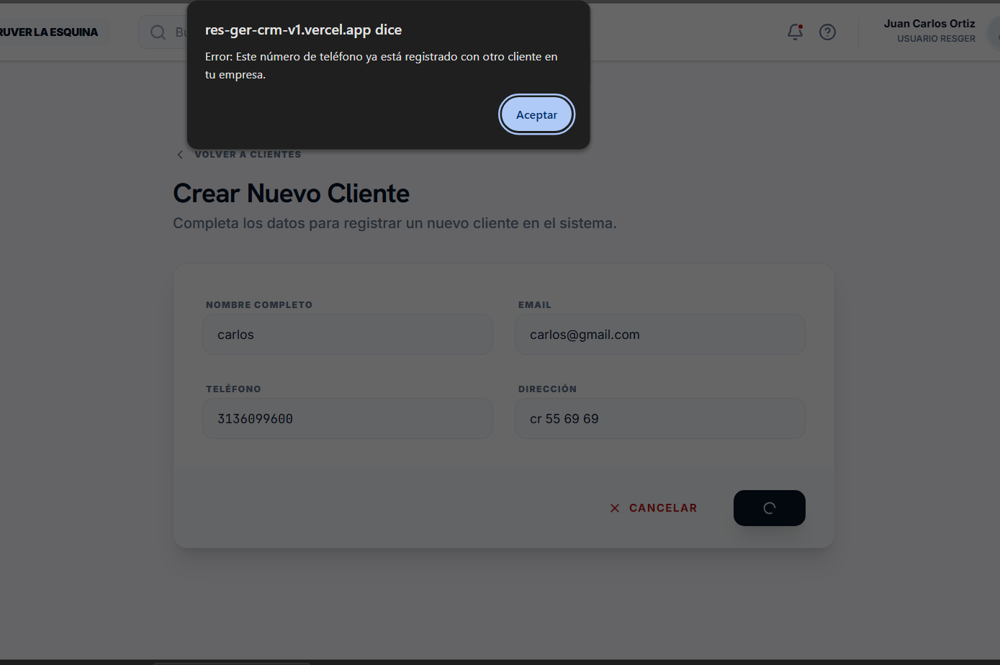 res-ger-crm-v1.vercel.app dice
Error: Este número de teléfono ya está registrado con otro cliente en
tu empresa.
Aceptar
RUVER LA ESQUINA
Bu
Juan Carlos Ortiz
USUARIO RESGER
VOLVER A CLIENTES
Crear Nuevo Cliente
Completa los datos para registrar un nuevo cliente en el sistema.
NOMBRE COMPLETO
EMAIL
carlos
carlos@gmail.com
TELÉFONO
DIRECCIÓN
3136099600
cr 55 69 69
CANCELAR